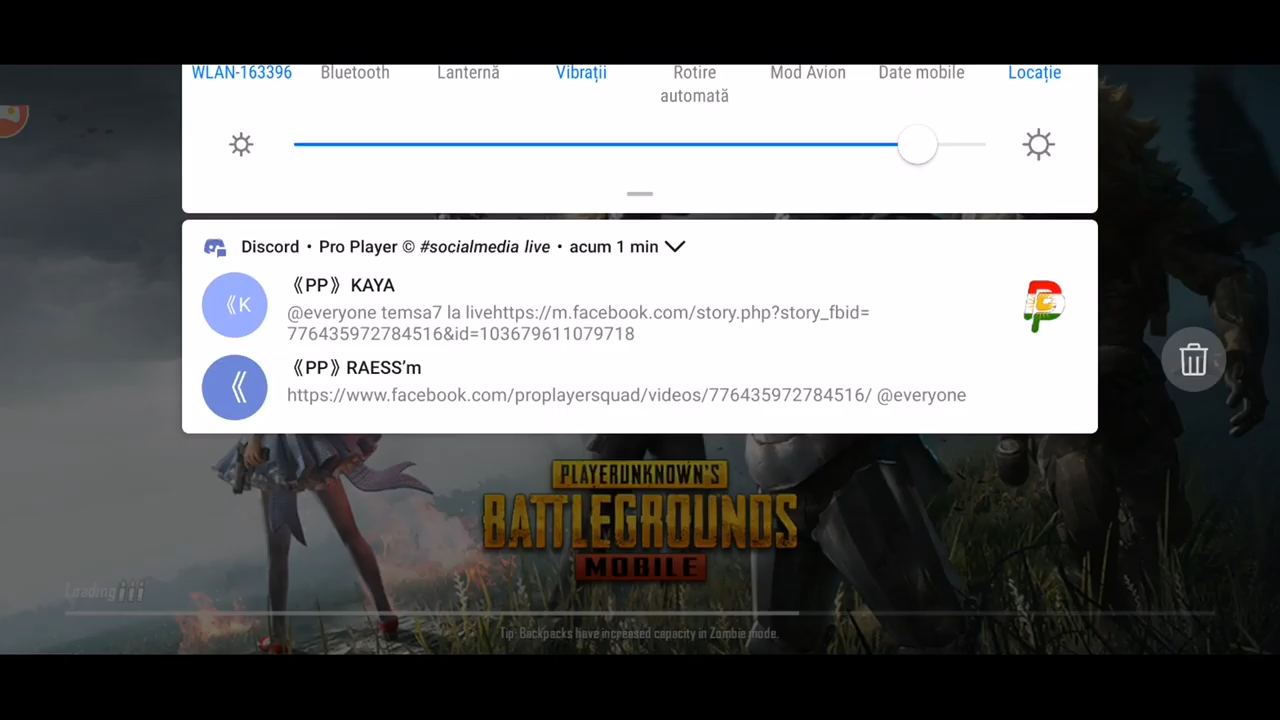 WLAN-163396 Bluetooth Lanternă Vibrații Rotire automată Mod Avion Date mobile Locație
Discord • Pro Player © #socialmedia live • acum 1 min
《K
《PP》 KAYA
@everyone temsa7 la livehttps://m.facebook.com/story.php?story_fbid=
776435972784516&id=103679611079718
《
《PP》RAESS’m
https://www.facebook.com/proplayersquad/videos/776435972784516/ @everyone
PLAYERUNKNOWN'S
BATTLEGROUNDS
MOBILE
Loading
Tip: Backpacks have increased capacity in Zombie mode.